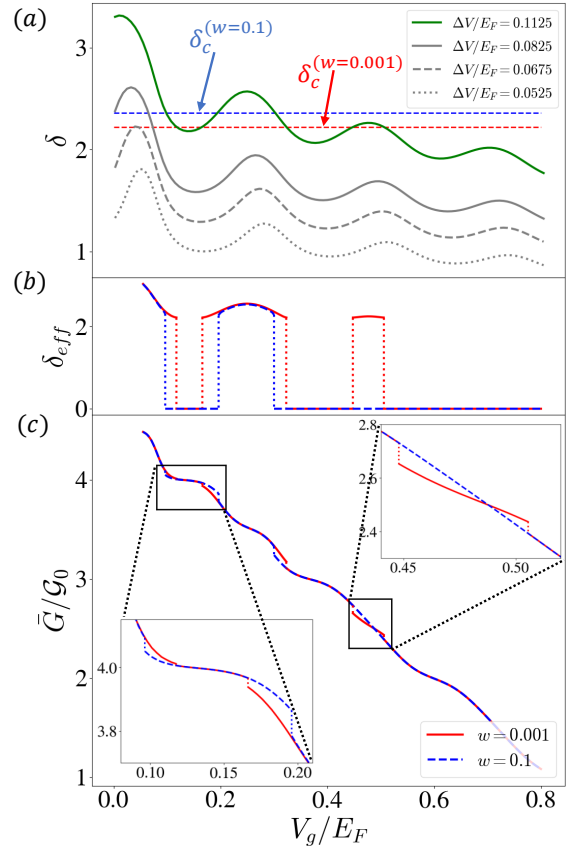 (a)
δ_c^(w=0.1)
δ_c^(w=0.001)
ΔV/E_F = 0.1125
ΔV/E_F = 0.0825
ΔV/E_F = 0.0675
ΔV/E_F = 0.0525
3
2
1
δ
(b)
2
0
δ_eff
(c)
4
3
2
1
Ḡ/𝒢_0
2.8
2.6
2.4
0.45
0.50
4.0
3.8
0.10
0.15
0.20
w = 0.001
w = 0.1
0.0
0.2
0.4
0.6
0.8
V_g/E_F